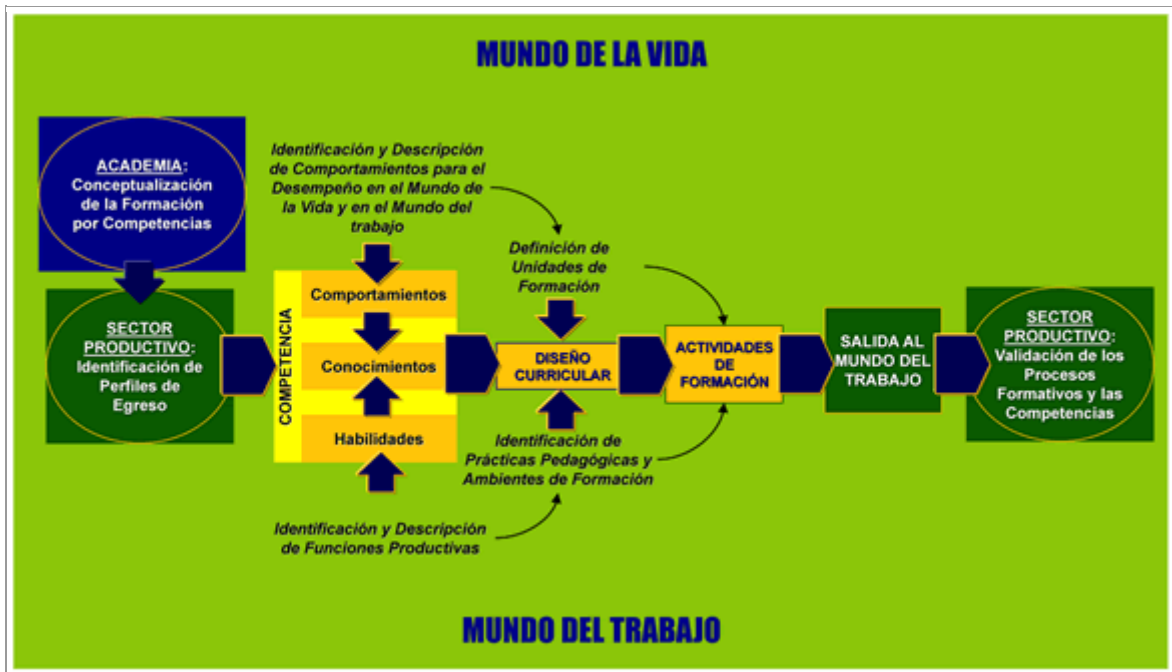 MUNDO DE LA VIDA
ACADEMIA:
Conceptualización
de la Formación
por Competencias
SECTOR
PRODUCTIVO:
Identificación de
Perfiles de
Egreso
Identificación y Descripción
de Comportamientos para el
Desempeño en el Mundo de
la Vida y en el Mundo del
trabajo
COMPETENCIA
Comportamientos
Conocimientos
Habilidades
Identificación y Descripción
de Funciones Productivas
Definición de
Unidades de
Formación
DISEÑO
CURRICULAR
Identificación de
Prácticas Pedagógicas y
Ambientes de Formación
ACTIVIDADES
DE
FORMACIÓN
SALIDA AL
MUNDO DEL
TRABAJO
SECTOR
PRODUCTIVO:
Validación de los
Procesos
Formativos y las
Competencias
MUNDO DEL TRABAJO